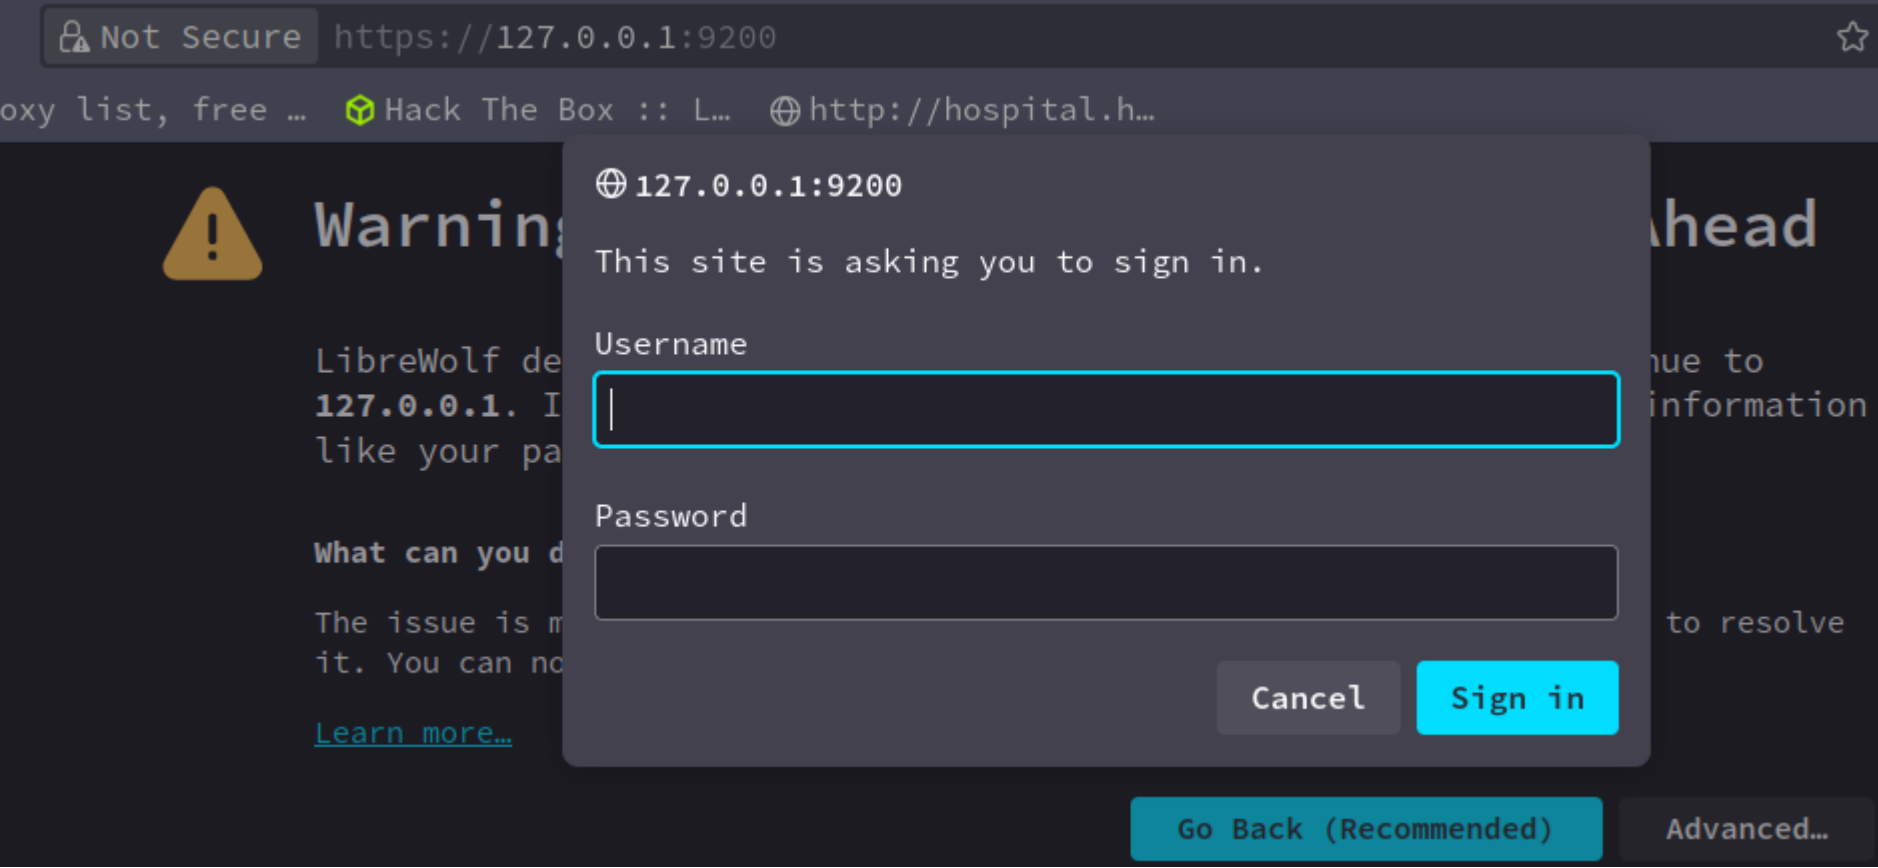 Not Secure https://127.0.0.1:9200
oxy list, free … Hack The Box :: L… http://hospital.h…
127.0.0.1:9200
This site is asking you to sign in.
Username
Password
Cancel Sign in
Warning Ahead
LibreWolf de nue to
127.0.0.1. I information
like your pa
What can you d
The issue is m to resolve
it. You can no
Learn more…
Go Back (Recommended) Advanced…